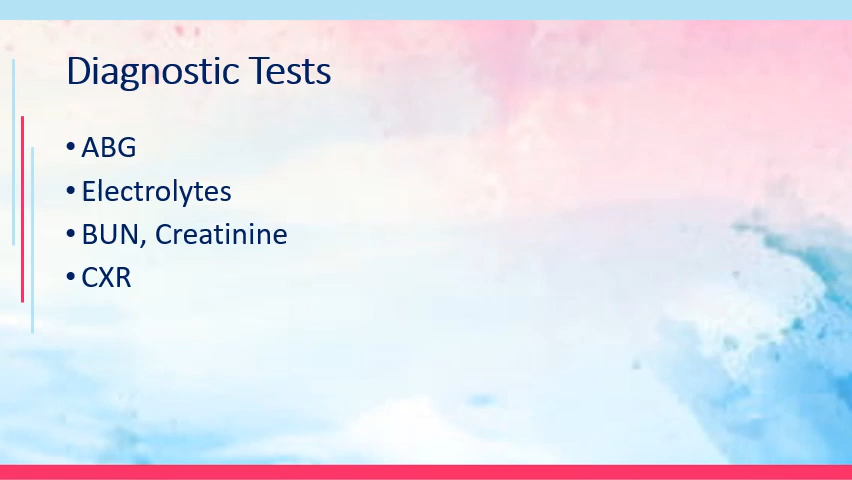 Diagnostic Tests
• ABG
• Electrolytes
• BUN, Creatinine
• CXR